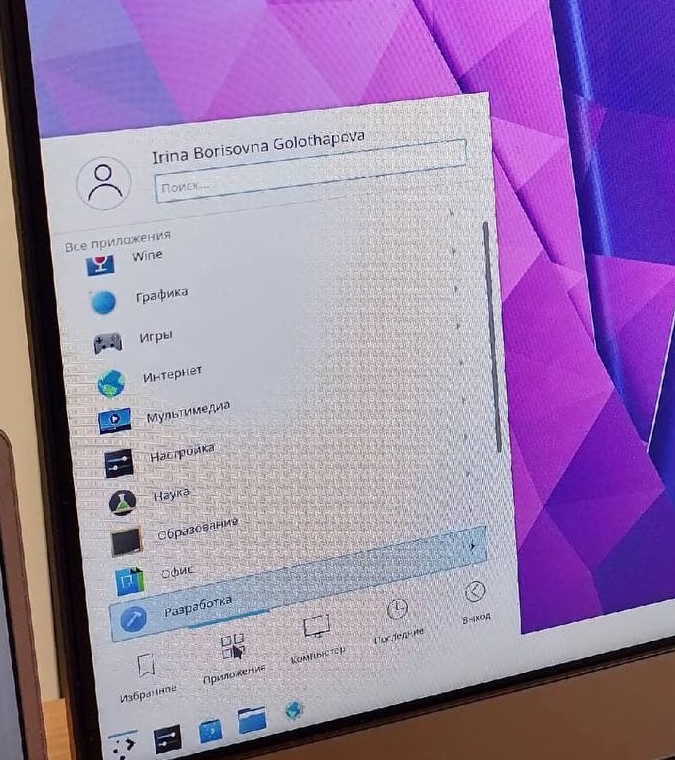 Irina Borisovna Golothapova
Поиск...
Все приложения
Wine
Графика
Игры
Интернет
Мультимедиа
Настройка
Наука
Образование
Офис
Разработка
Избранное
Приложения
Компьютер
Последние
Выход